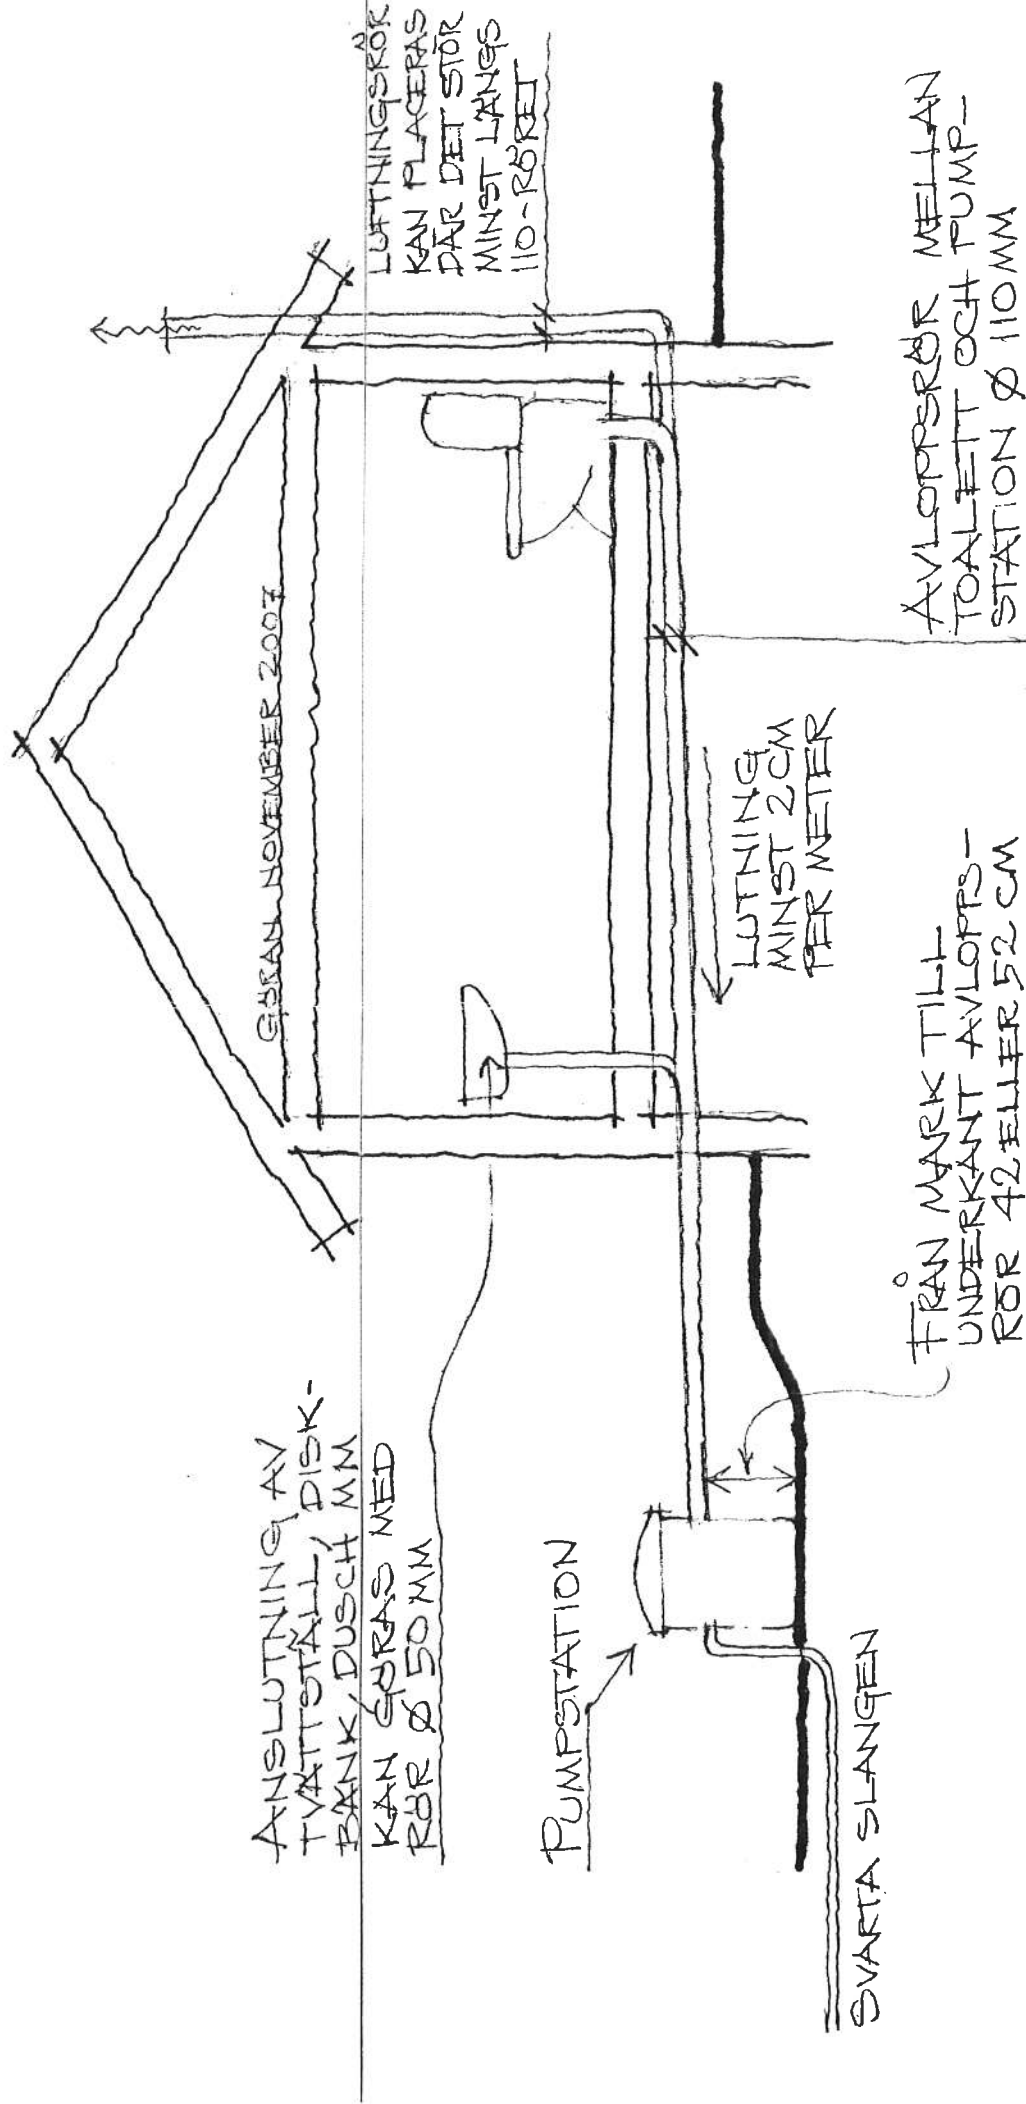 GÖRAN NOVEMBER 2007
LUFTNINGSRÖR
KAN PLACERAS
DÄR DET STÖR
MINST LÄNGS
110-RÖRET
ANSLUTNING AV
TVÄTTSTÄLL, DISK-
BÄNK, DUSCH MM
KAN GÖRAS MED
RÖR Ø 50 MM
PUMPSTATION
SVARTA SLANGEN
LUTNING
MINST 2 CM
PER METER
FRÅN MARK TILL
UNDERKANT AVLOPPS-
RÖR 42 ELLER 52 CM
AVLOPPSRÖR MELLAN
TOALETT OCH PUMP-
STATION Ø 110 MM